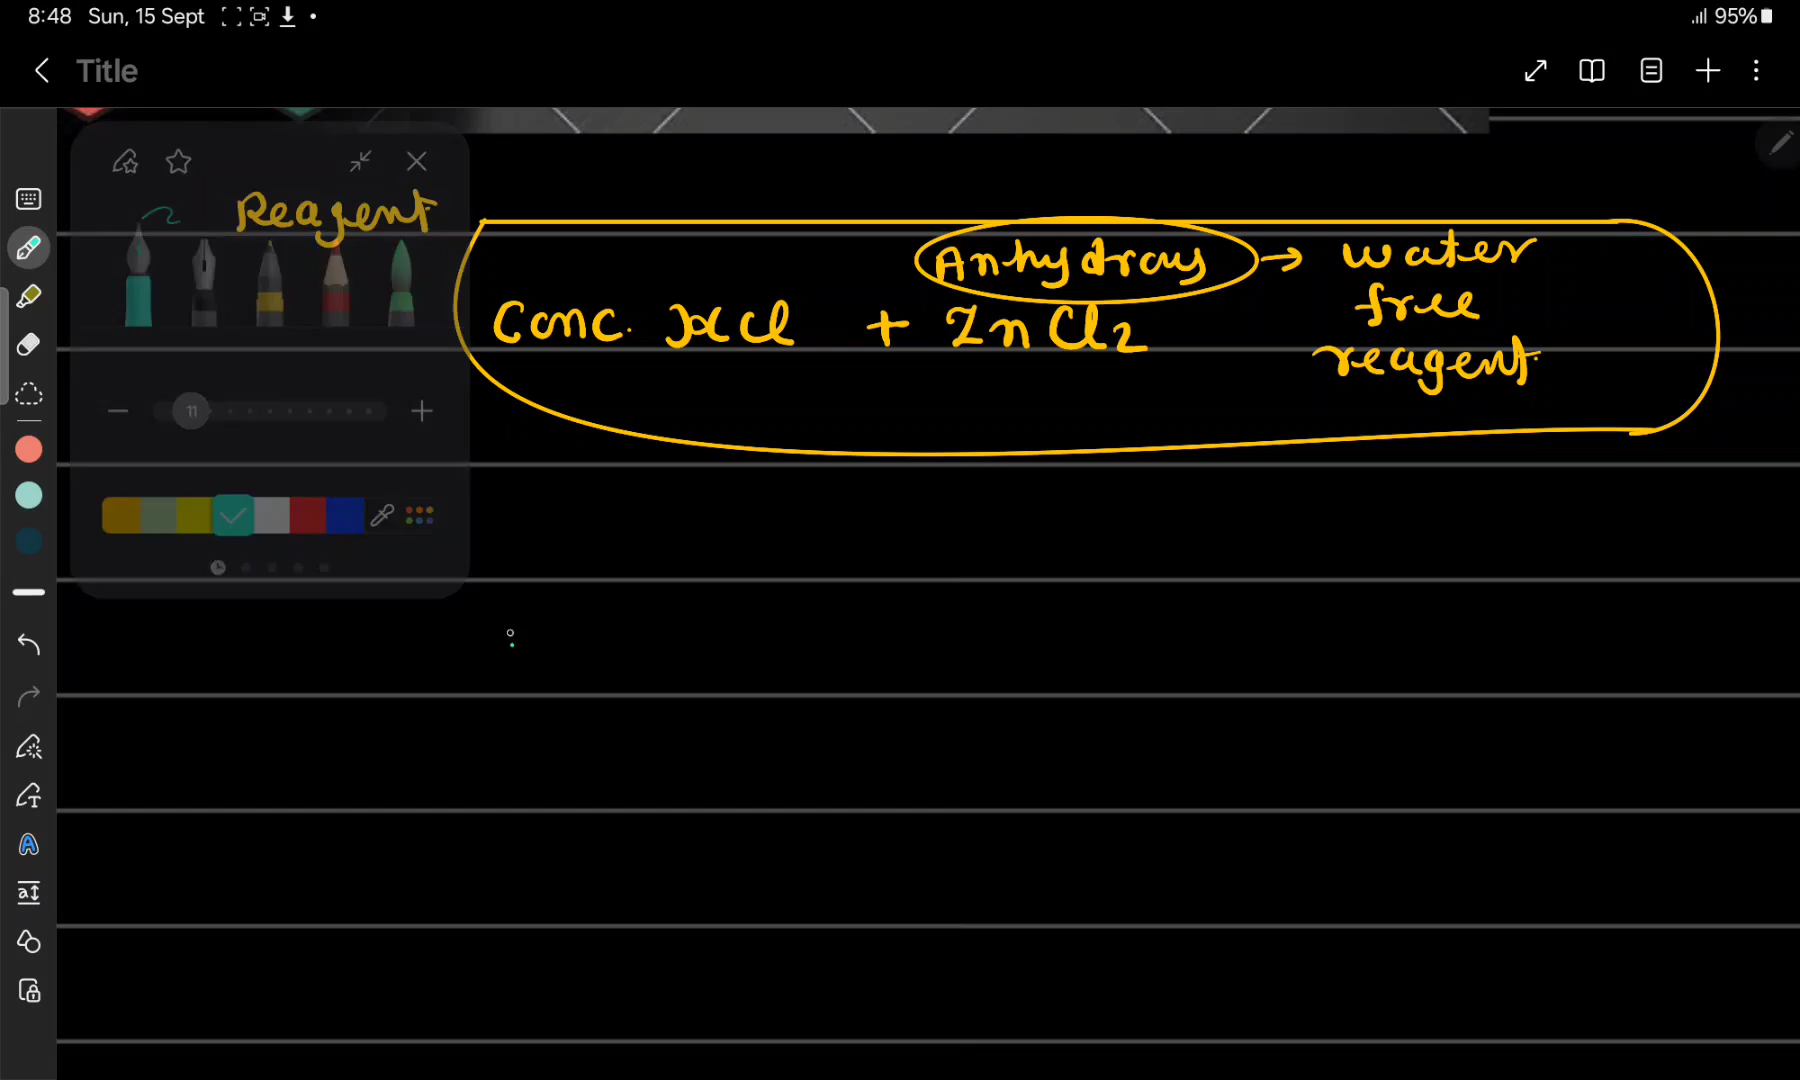 8:48 Sun, 15 Sept 95%
Title
Reagent
Anhydrous → water
free
reagent.
Conc. HCl + ZnCl2
11